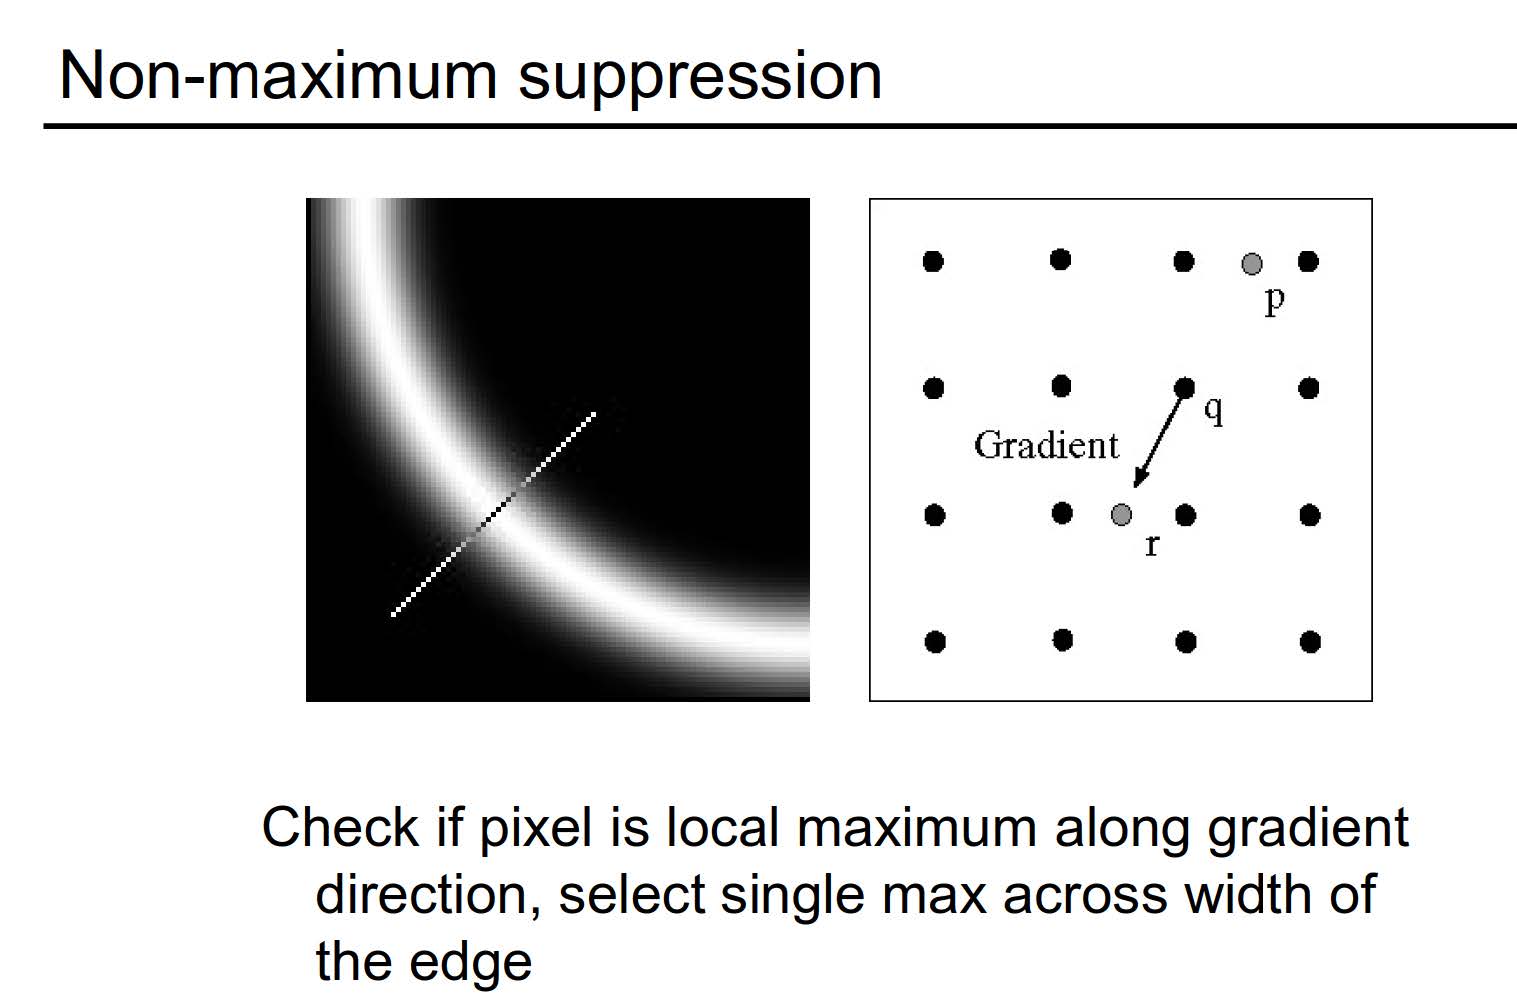 Non-maximum suppression
p
q
Gradient
r
Check if pixel is local maximum along gradient
direction, select single max across width of
the edge